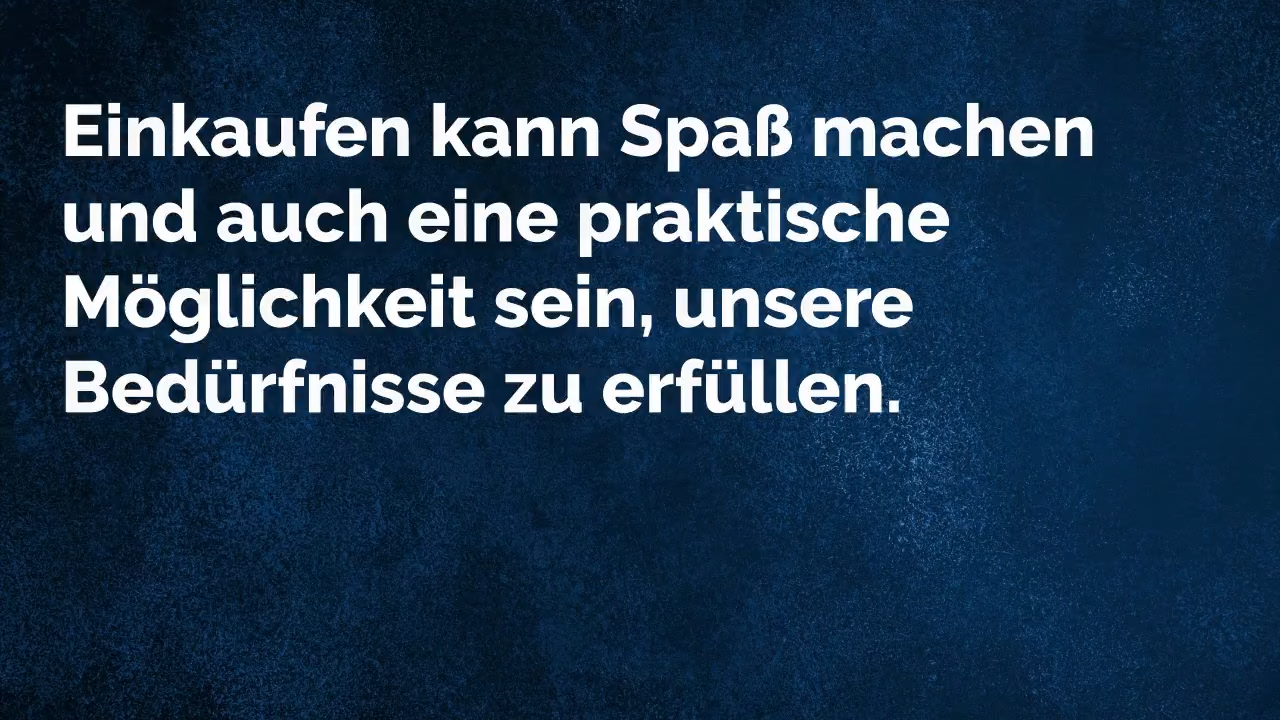 Einkaufen kann Spaß machen
und auch eine praktische
Möglichkeit sein, unsere
Bedürfnisse zu erfüllen.